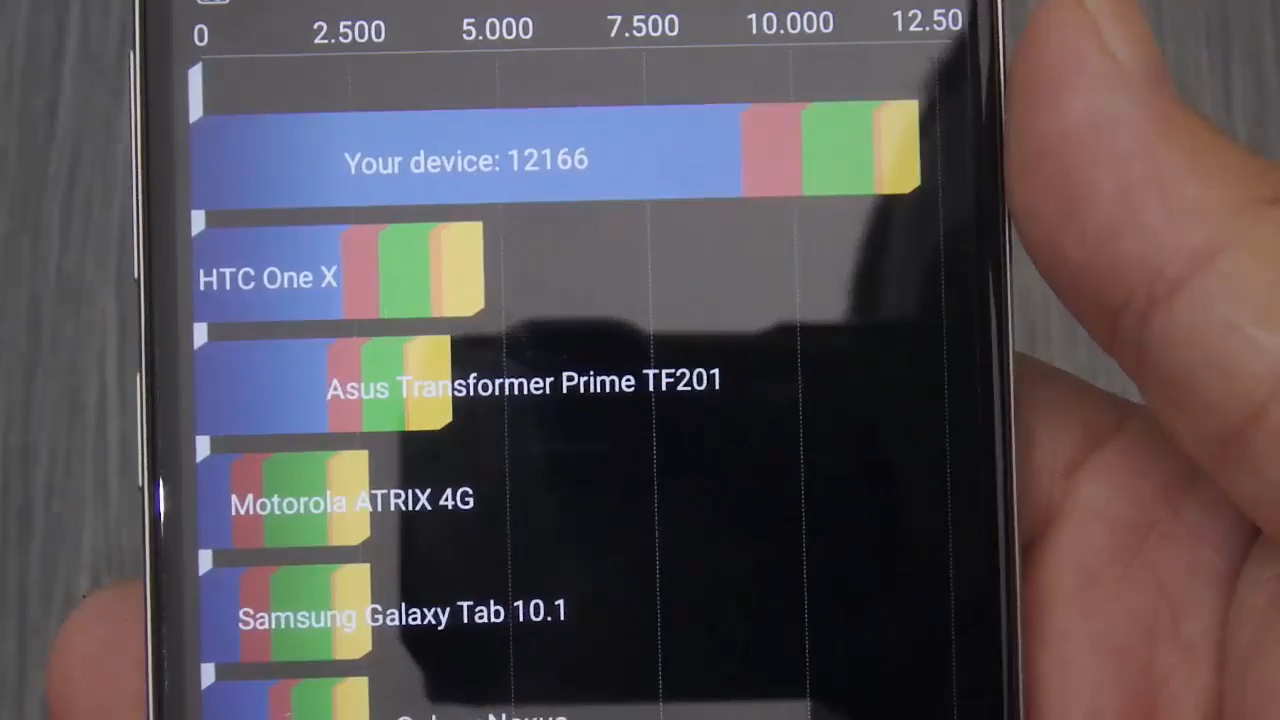 0 2.500 5.000 7.500 10.000 12.50
Your device: 12166
HTC One X
Asus Transformer Prime TF201
Motorola ATRIX 4G
Samsung Galaxy Tab 10.1